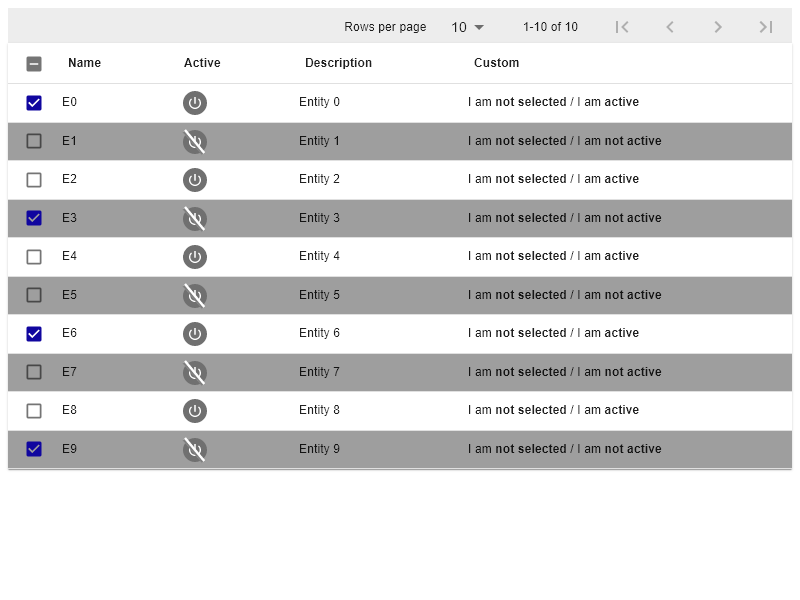 Rows per page 10 1-10 of 10
Name Active Description Custom
E0 Entity 0 I am not selected / I am active
E1 Entity 1 I am not selected / I am not active
E2 Entity 2 I am not selected / I am active
E3 Entity 3 I am not selected / I am not active
E4 Entity 4 I am not selected / I am active
E5 Entity 5 I am not selected / I am not active
E6 Entity 6 I am not selected / I am active
E7 Entity 7 I am not selected / I am not active
E8 Entity 8 I am not selected / I am active
E9 Entity 9 I am not selected / I am not active